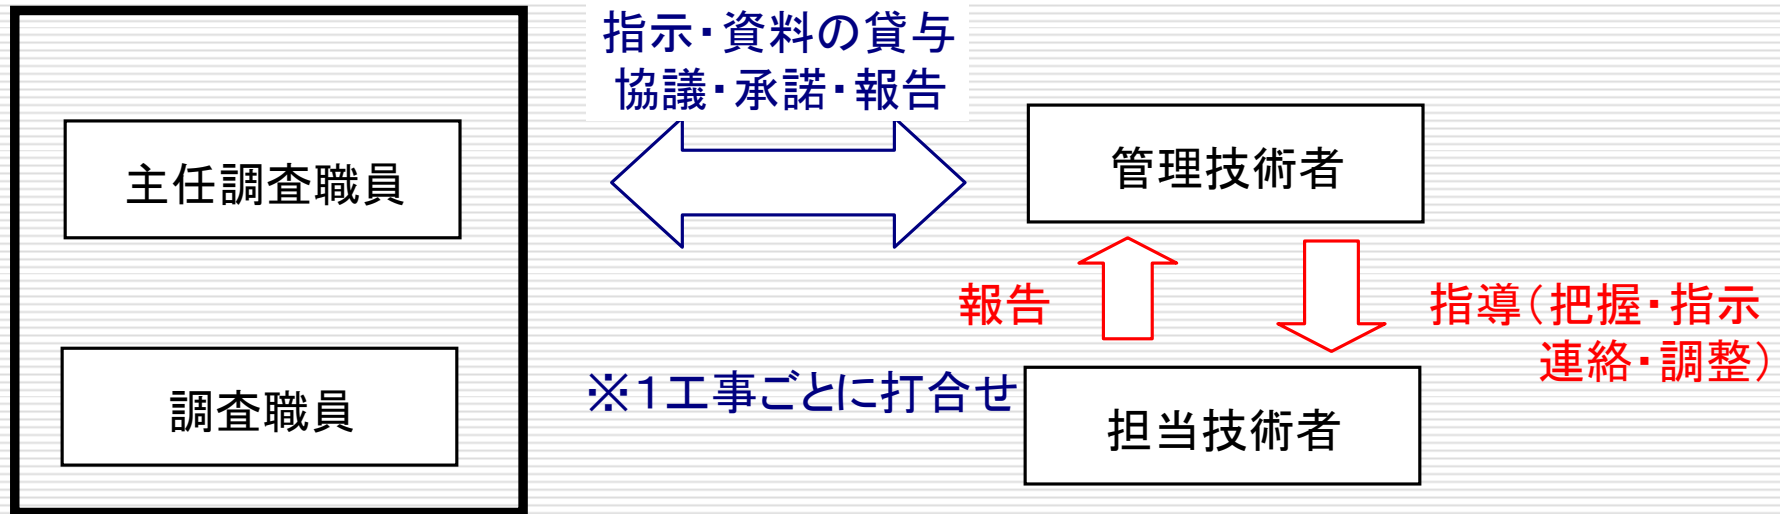 指示・資料の貸与
協議・承諾・報告
主任調査職員
管理技術者
報告
指導(把握・指示
連絡・調整)
調査職員
※1工事ごとに打合せ
担当技術者